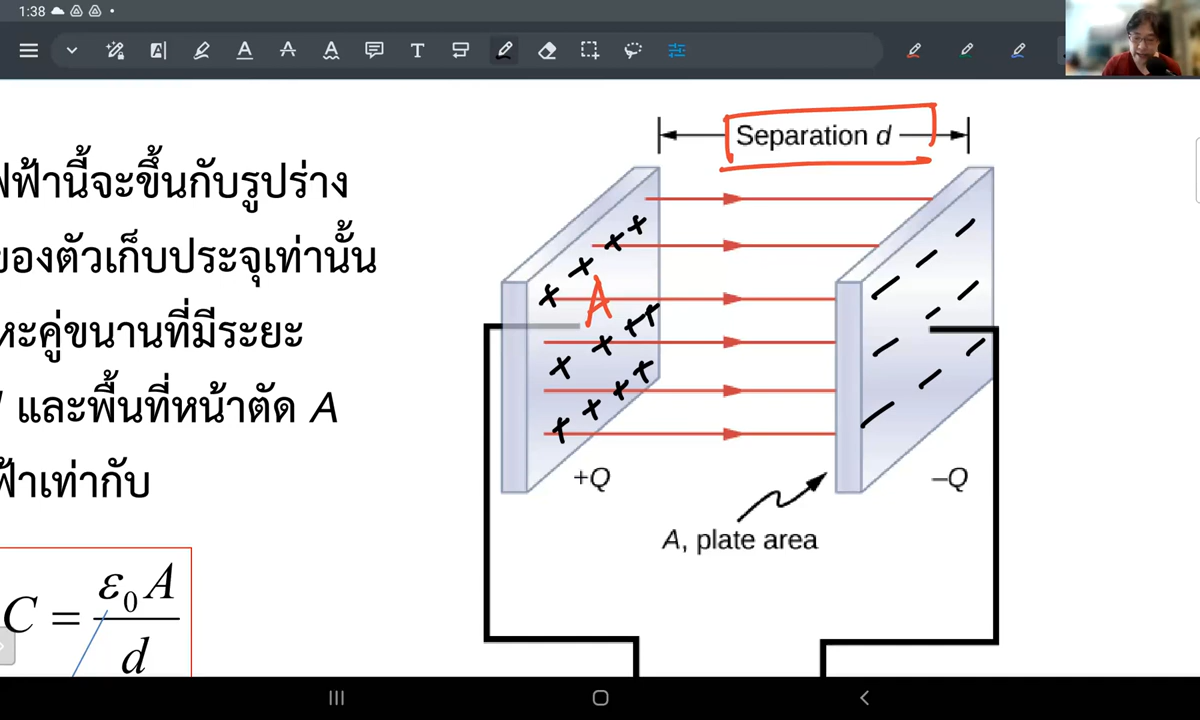 1:38
Separation d
ฟฟ้านี้จะขึ้นกับรูปร่าง
ของตัวเก็บประจุเท่านั้น
หะคู่ขนานที่มีระยะ
และพื้นที่หน้าตัด A
ฟ้าเท่ากับ
A
+Q
–Q
A, plate area
C = ε₀A / d